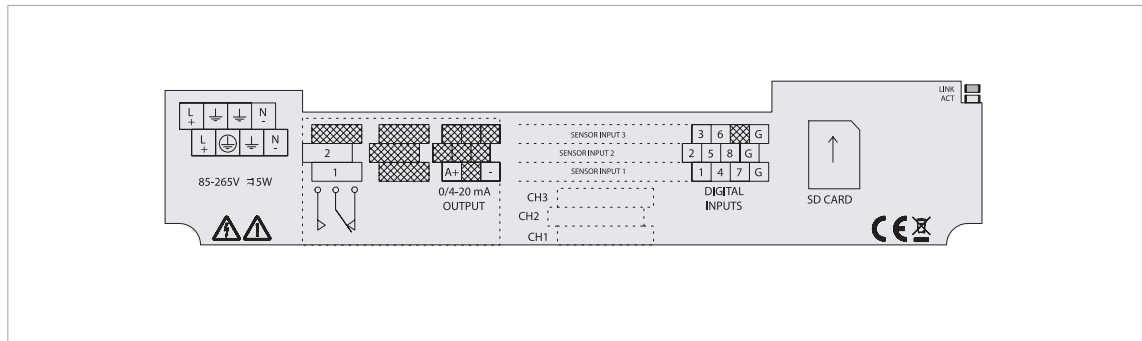 LINK
ACT
L N
+ -
L N
+ -
85-265V 15W
2
1
A+ -
0/4-20 mA
OUTPUT
SENSOR INPUT 3
SENSOR INPUT 2
SENSOR INPUT 1
CH3
CH2
CH1
3 6 G
2 5 8 G
1 4 7 G
DIGITAL
INPUTS
SD CARD
CE